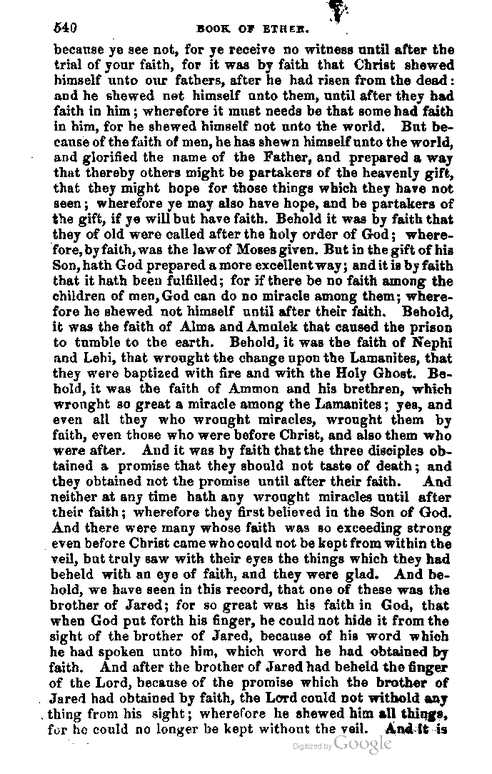 540 BOOK OF ETHER.
because ye see not, for ye receive no witness until after the
trial of your faith, for it was by faith that Christ shewed
himself unto our fathers, after he had risen from the dead:
and he shewed not himself unto them, until after they had
faith in him; wherefore it must needs be that some had faith
in him, for he shewed himself not unto the world. But be-
cause of the faith of men, he has shewn himself unto the world,
and glorified the name of the Father, and prepared a way
that thereby others might be partakers of the heavenly gift,
that they might hope for those things which they have not
seen; wherefore ye may also have hope, and be partakers of
the gift, if ye will but have faith. Behold it was by faith that
they of old were called after the holy order of God; where-
fore, by faith, was the law of Moses given. But in the gift of his
Son, hath God prepared a more excellent way; and it is by faith
that it hath been fulfilled; for if there be no faith among the
children of men, God can do no miracle among them; where-
fore he shewed not himself until after their faith. Behold,
it was the faith of Alma and Amulek that caused the prison
to tumble to the earth. Behold, it was the faith of Nephi
and Lehi, that wrought the change upon the Lamanites, that
they were baptized with fire and with the Holy Ghost. Be-
hold, it was the faith of Ammon and his brethren, which
wrought so great a miracle among the Lamanites; yes, and
even all they who wrought miracles, wrought them by
faith, even those who were before Christ, and also them who
were after. And it was by faith that the three disciples ob-
tained a promise that they should not taste of death; and
they obtained not the promise until after their faith. And
neither at any time hath any wrought miracles until after
their faith; wherefore they first believed in the Son of God.
And there were many whose faith was so exceeding strong
even before Christ came who could not be kept from within the
veil, but truly saw with their eyes the things which they had
beheld with an eye of faith, and they were glad. And be-
hold, we have seen in this record, that one of these was the
brother of Jared; for so great was his faith in God, that
when God put forth his finger, he could not hide it from the
sight of the brother of Jared, because of his word which
he had spoken unto him, which word he had obtained by
faith. And after the brother of Jared had beheld the finger
of the Lord, because of the promise which the brother of
Jared had obtained by faith, the Lord could not withold any
thing from his sight; wherefore he shewed him all things,
for he could no longer be kept without the veil. And it is
Digitized by Google